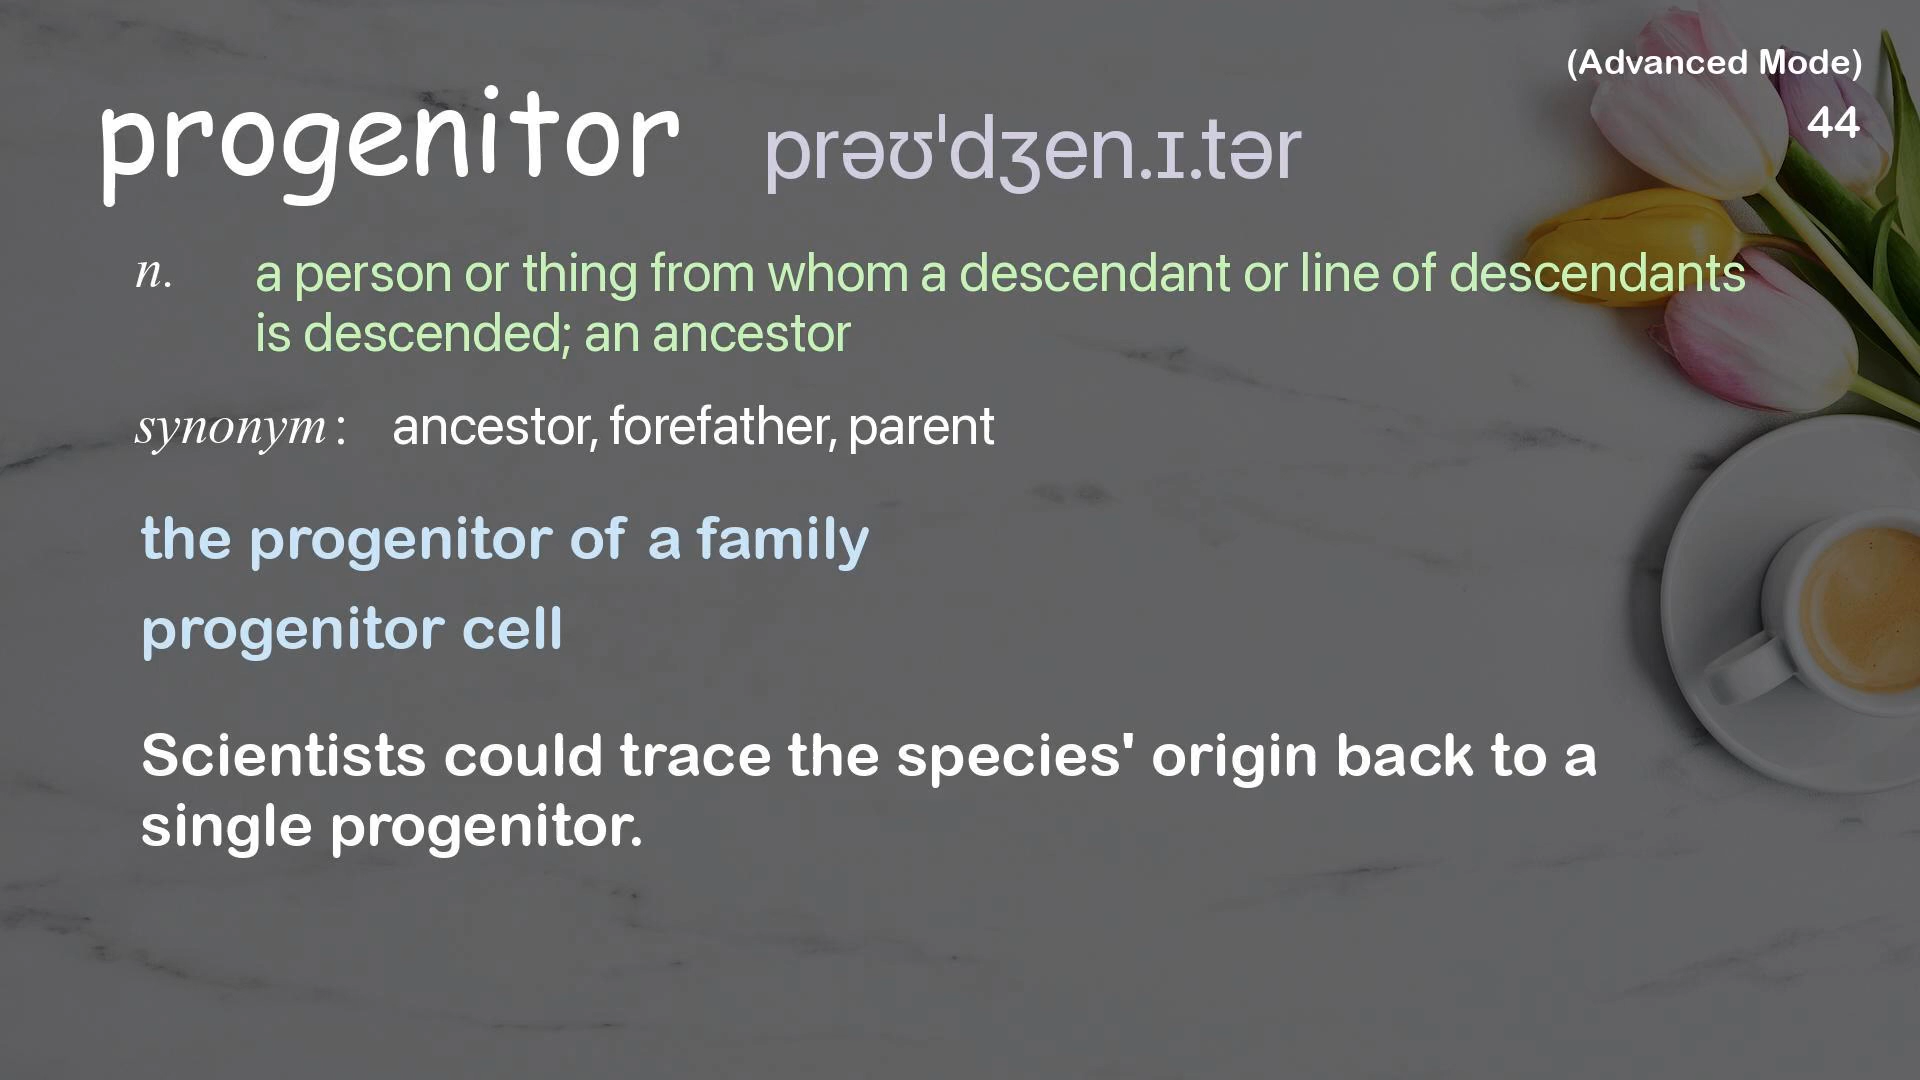 (Advanced Mode)
44
progenitor prəʊˈdʒen.ɪ.tər
n. a person or thing from whom a descendant or line of descendants
is descended; an ancestor
synonym: ancestor, forefather, parent
the progenitor of a family
progenitor cell
Scientists could trace the species' origin back to a
single progenitor.